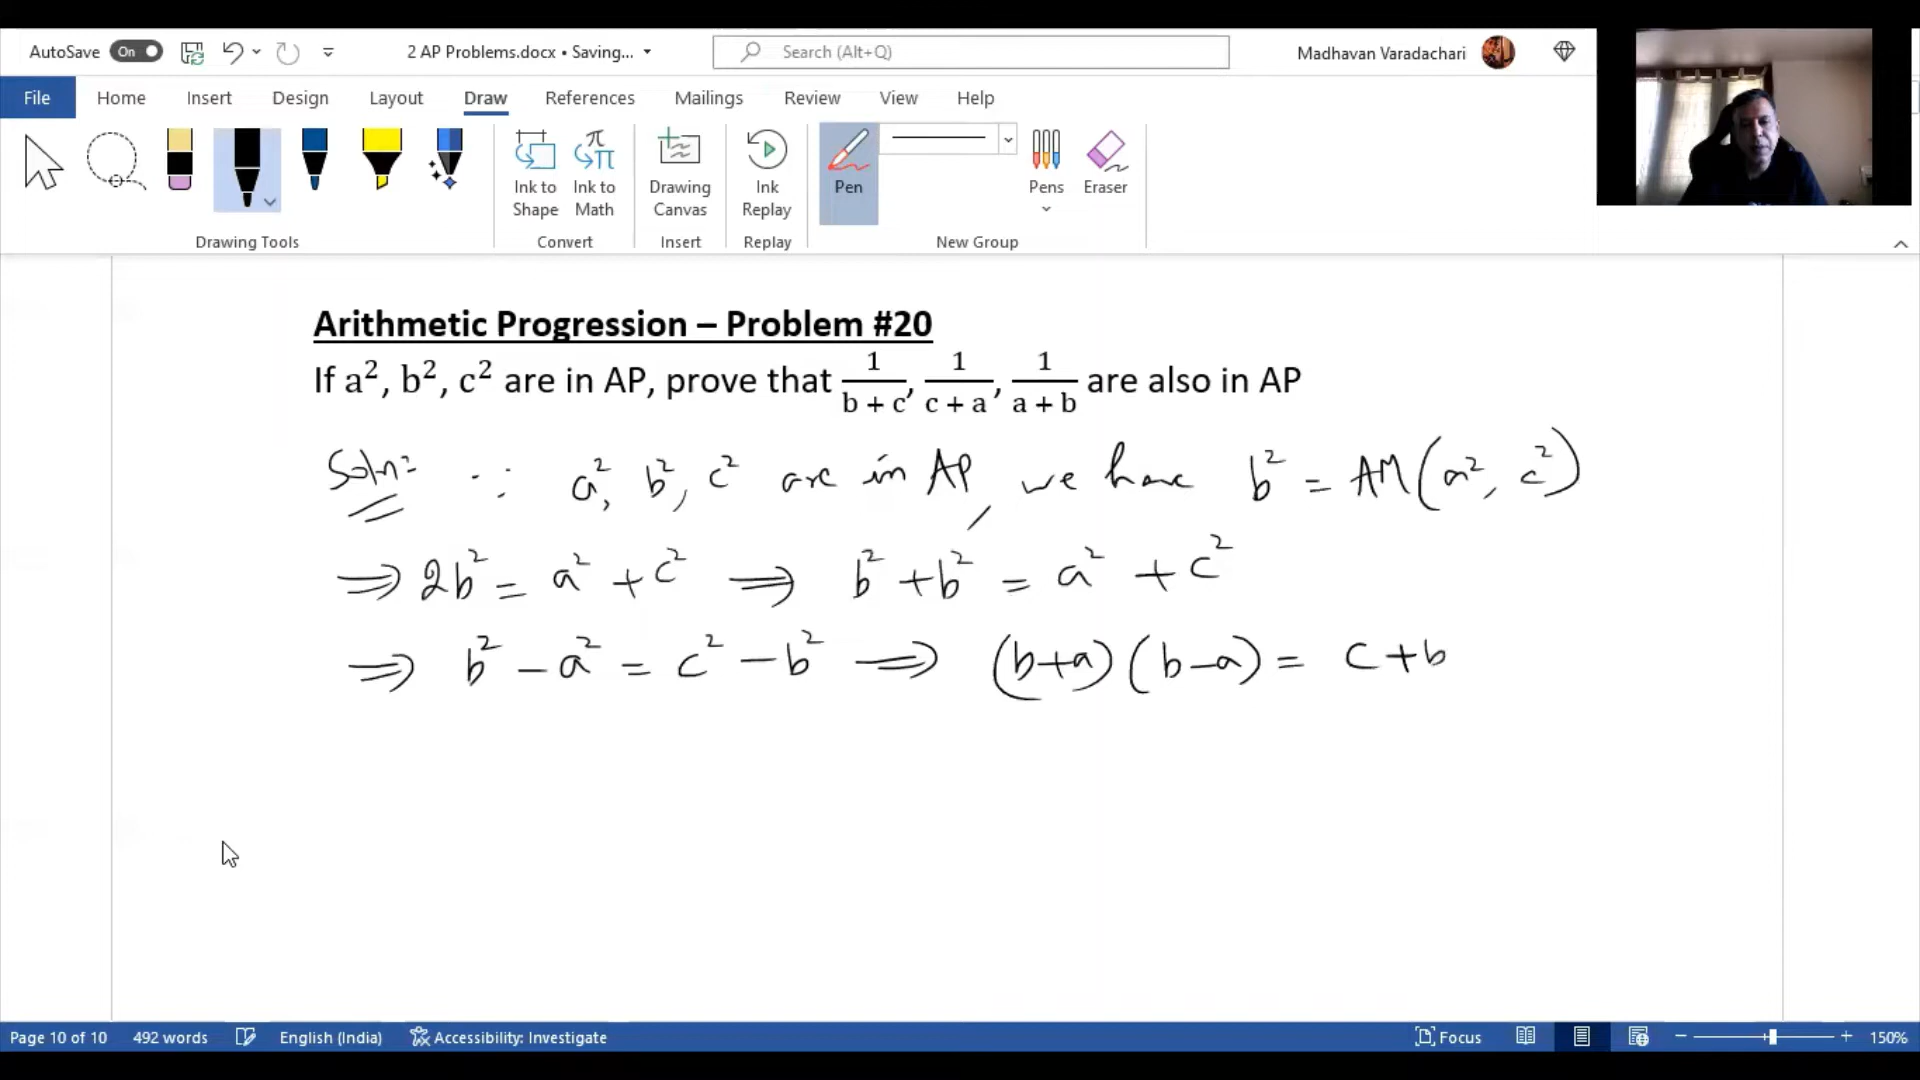 AutoSave On 2 AP Problems.docx • Saving... Search (Alt+Q) Madhavan Varadachari
File Home Insert Design Layout Draw References Mailings Review View Help
Ink to Shape Ink to Math Drawing Canvas Ink Replay Pen Pens Eraser
Drawing Tools Convert Insert Replay New Group
Arithmetic Progression – Problem #20
If a², b², c² are in AP, prove that 1/(b + c), 1/(c + a), 1/(a + b) are also in AP
Soln: ∵ a², b², c² are in AP, we have b² = AM(a², c²)
⟹ 2b² = a² + c² ⟹ b² + b² = a² + c²
⟹ b² − a² = c² − b² ⟹ (b+a)(b−a) = c+b
Page 10 of 10 492 words English (India) Accessibility: Investigate Focus 150%